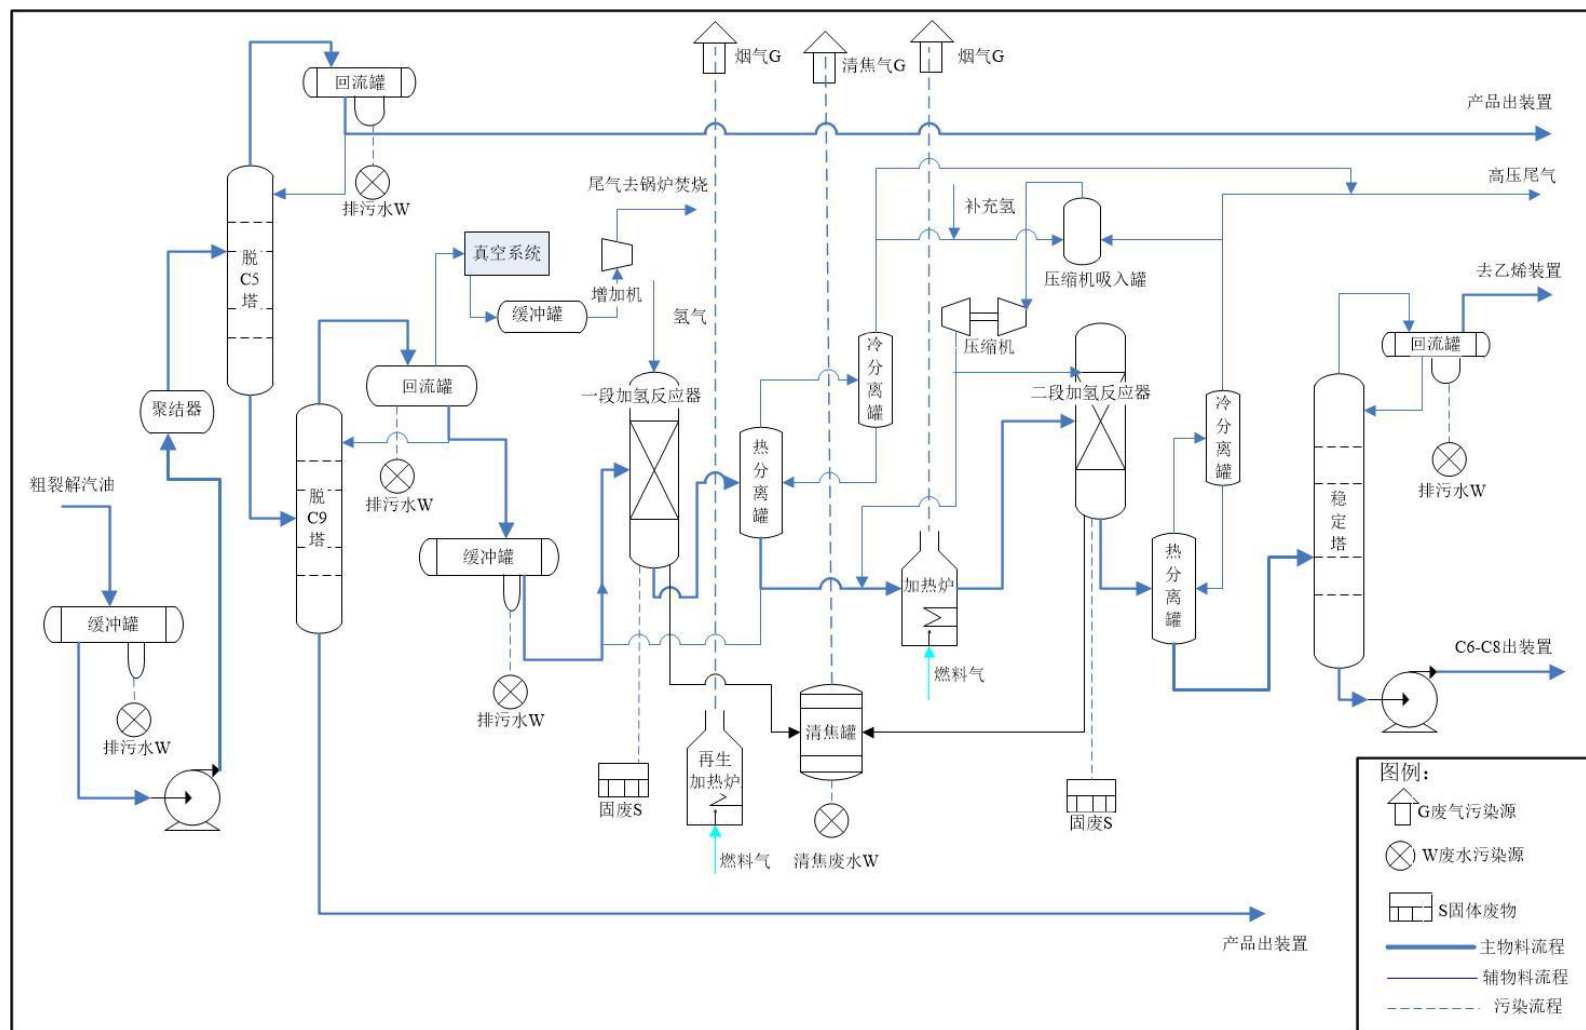 烟气G
清焦气G
烟气G
回流罐
产品出装置
排污水W
尾气去锅炉焚烧
补充氢
高压尾气
真空系统
脱
C5
塔
增加机
缓冲罐
氢气
压缩机吸入罐
去乙烯装置
压缩机
冷
分
离
罐
回流罐
回流罐
聚结器
一段加氢反应器
二段加氢反应器
冷
分
离
罐
粗裂解汽油
排污水W
脱
C9
塔
热
分
离
罐
排污水W
稳
定
塔
缓冲罐
加热炉
热
分
离
罐
缓冲罐
排污水W
燃料气
C6-C8出装置
排污水W
再生
加热炉
清焦罐
固废S
固废S
燃料气
清焦废水W
产品出装置
图例：
G废气污染源
W废水污染源
S固体废物
主物料流程
辅物料流程
污染流程